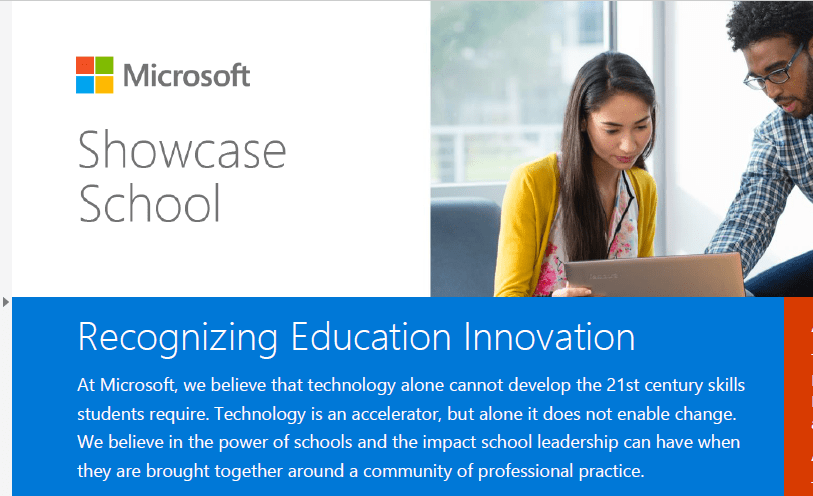 Microsoft
Showcase
School
Recognizing Education Innovation
At Microsoft, we believe that technology alone cannot develop the 21st century skills
students require. Technology is an accelerator, but alone it does not enable change.
We believe in the power of schools and the impact school leadership can have when
they are brought together around a community of professional practice.